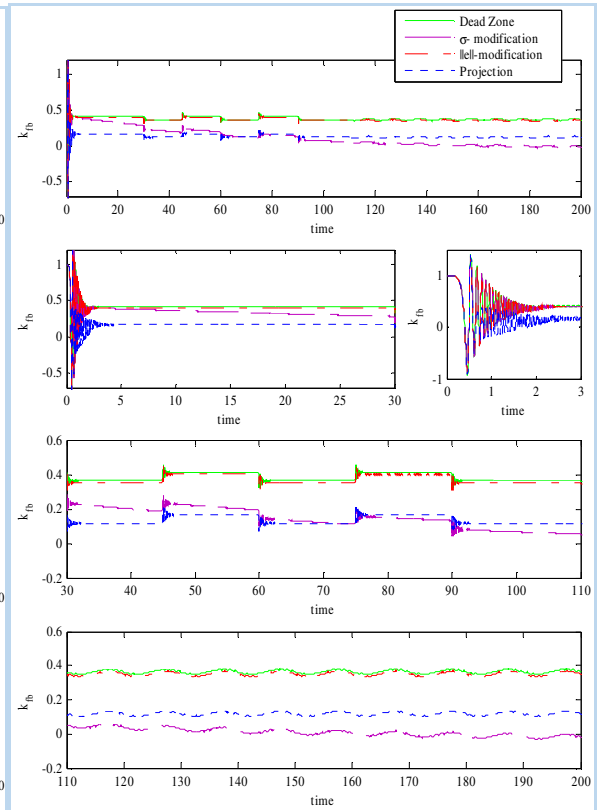 Dead Zone
σ- modification
||e||-modification
Projection
1
0.5
0
-0.5
k_fb
0 20 40 60 80 100 120 140 160 180 200
time
1
0.5
0
-0.5
k_fb
0 5 10 15 20 25 30
time
1
0
-1
k_fb
0 1 2 3
time
0.6
0.4
0.2
0
-0.2
k_fb
30 40 50 60 70 80 90 100 110
time
0.6
0.4
0.2
0
-0.2
k_fb
110 120 130 140 150 160 170 180 190 200
time
0
0
0